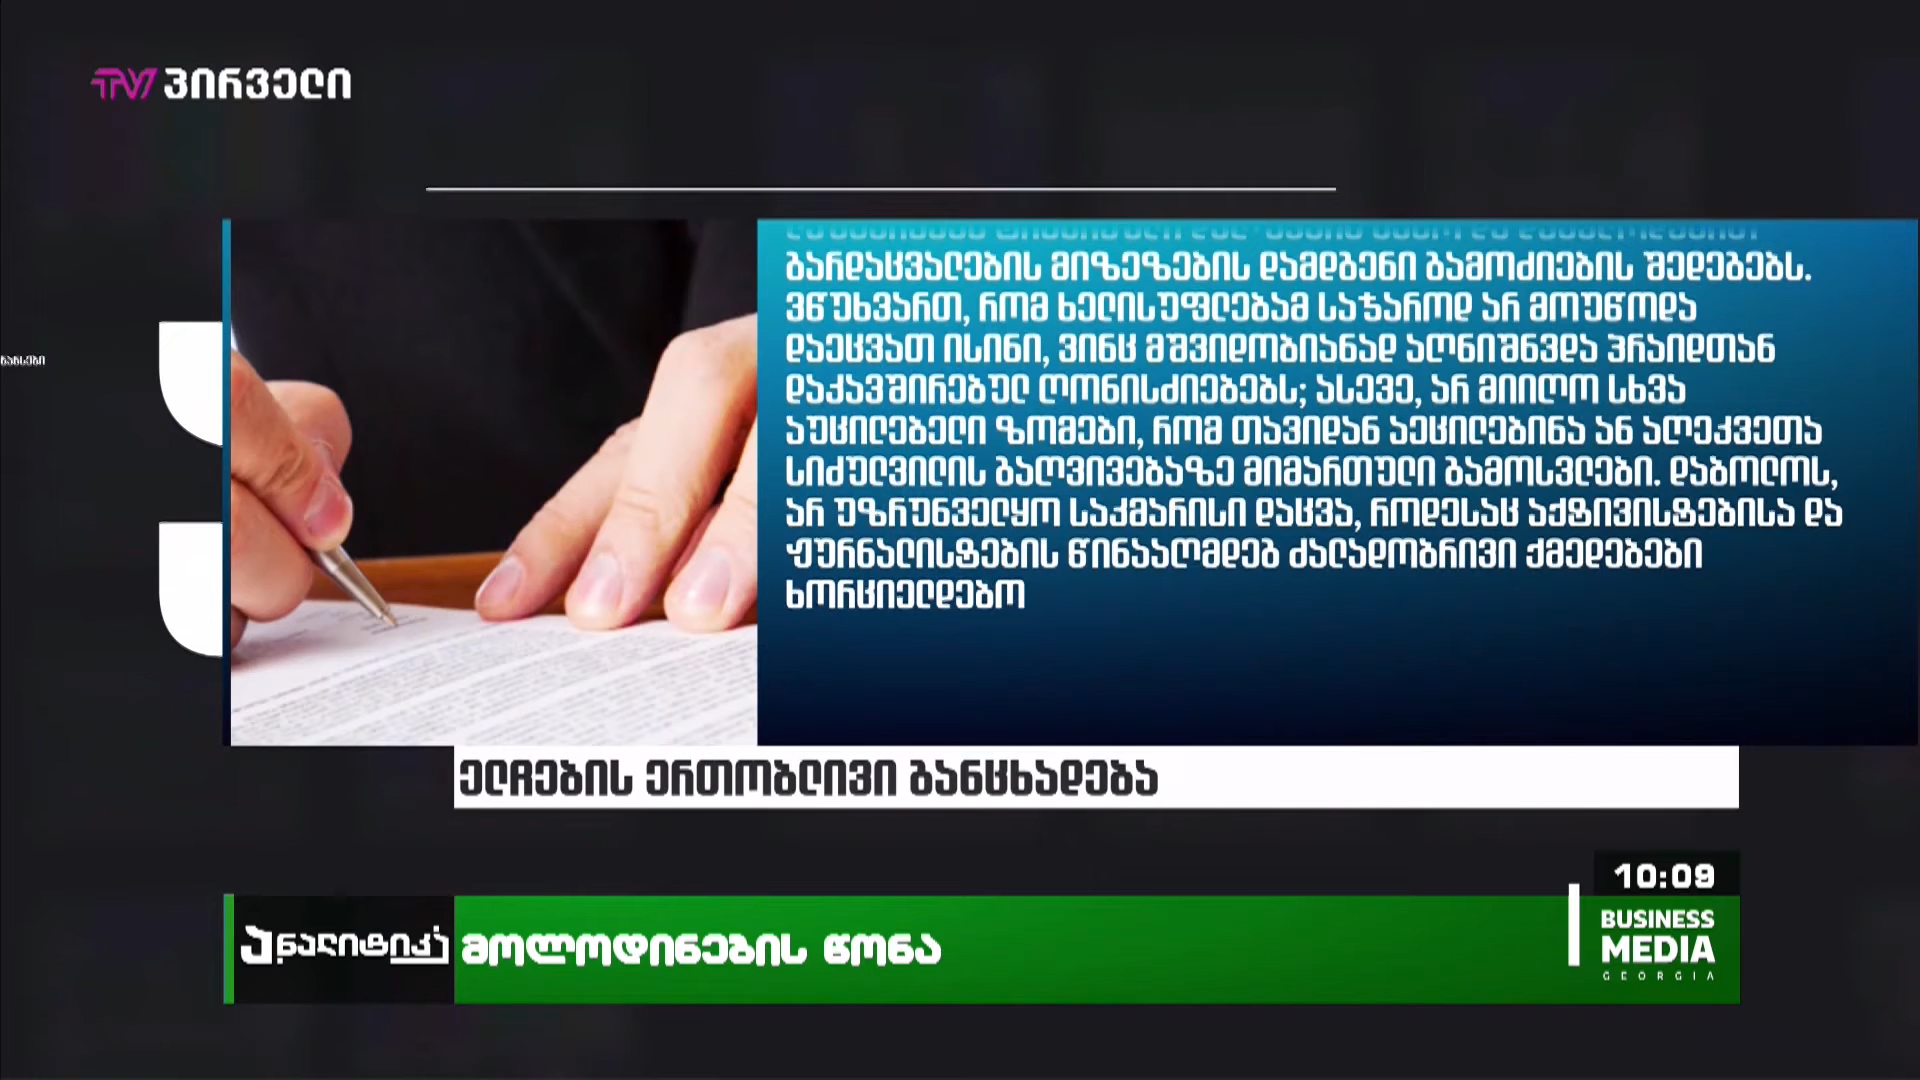 TV პირველი
გარდაცვალების მიზეზების დამდგენი გამოძიების შედეგებს.
ვწუხვართ, რომ ხელისუფლებამ საჯაროდ არ მოუწოდა
დაეცვათ ისინი, ვინც მშვიდობიანად აღნიშნვდა პრაიდთან
დაკავშირებულ ღონისძიებებს; ასევე, არ მიიღო სხვა
აუცილებელი ზომები, რომ თავიდან აეცილებინა ან აღეკვეთა
სიძულვილის გაღვივებაზე მიმართული გამოსვლები. დაბოლოს,
არ უზრუნველყო საკმარისი დაცვა, როდესაც აქტივისტებისა და
ჟურნალისტების წინააღმდეგ ძალადობრივი ქმედებები
ხორციელდებო
ელჩების ერთობლივი განცხადება
10:09
ანალიტიკა
მოლოდინების წონა
BUSINESS
MEDIA
GEORGIA